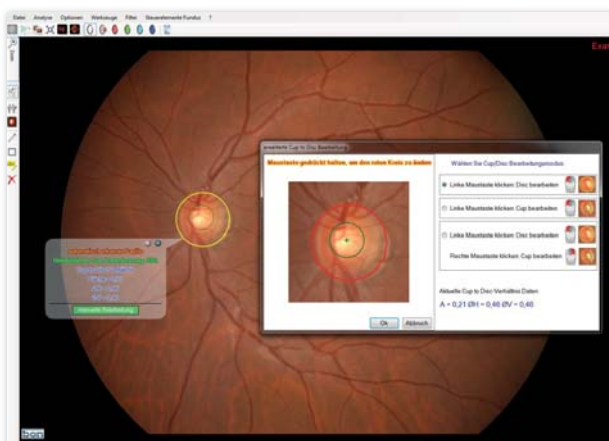 Datei Analyse Optionen Werkzeuge Filter Steuerelemente Fundus ?
erweiterte Cup to Disc Bearbeitung
Maustaste gedrückt halten, um den roten Kreis zu ändern
Wählen Sie Cup/Disc Bearbeitungsmodus
Linke Maustaste klicken: Disc bearbeiten
Linke Maustaste klicken: Cup bearbeiten
Linke Maustaste klicken: Disc bearbeiten
Rechte Maustaste klicken: Cup bearbeiten
Aktuelle Cup to Disc Verhältnis Daten
A = 0,21 ØH = 0,46 ØV = 0,46
Ok Abbruch
manuelle Bearbeitung
bon